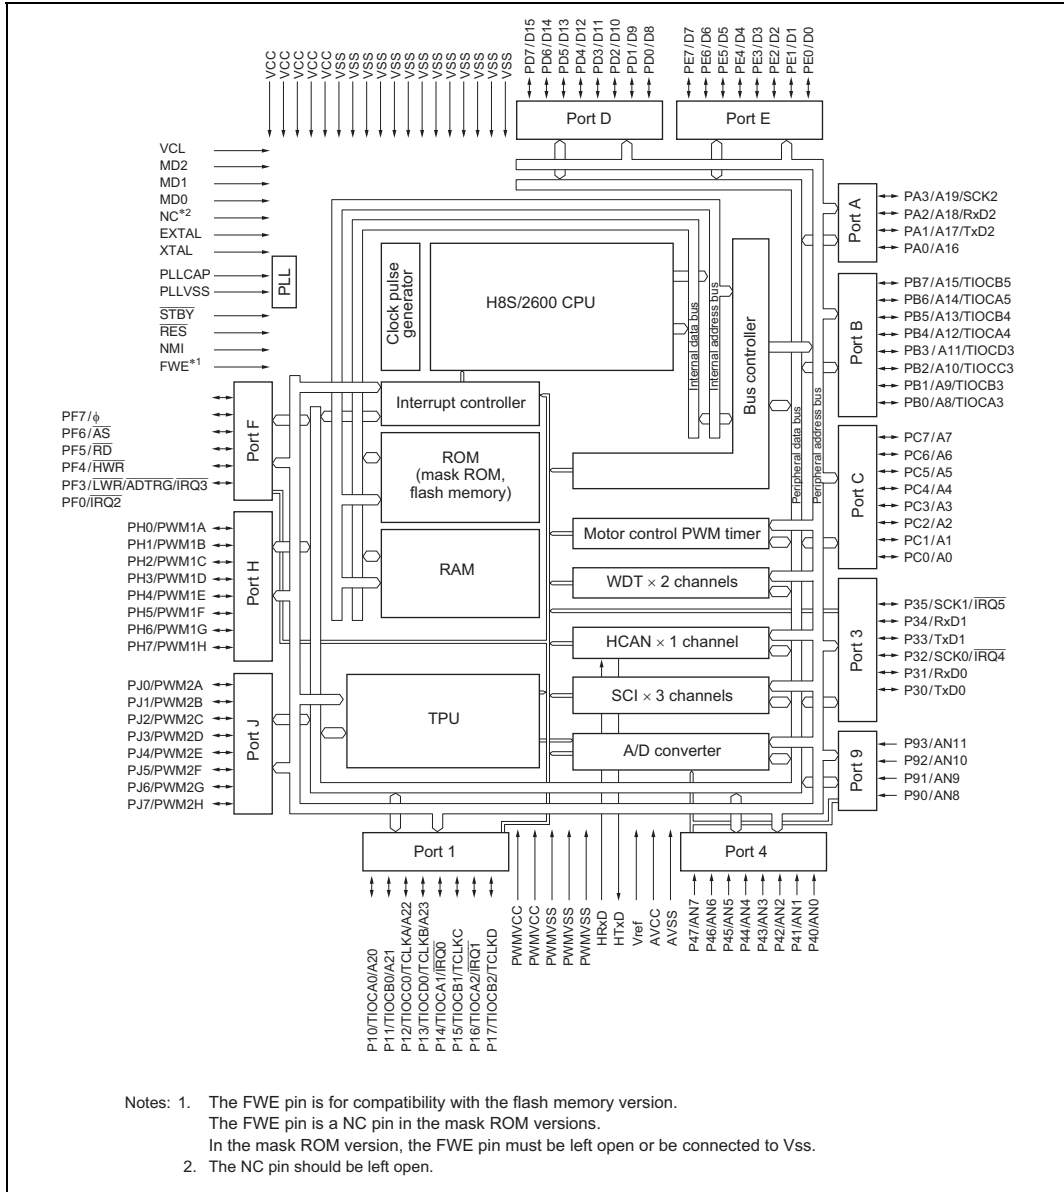 VCC
VCC
VCC
VCC
VCC
VSS
VSS
VSS
VSS
VSS
VSS
VSS
VSS
VSS
VSS
VSS
VSS
VSS
PD7/D15
PD6/D14
PD5/D13
PD4/D12
PD3/D11
PD2/D10
PD1/D9
PD0/D8
PE7/D7
PE6/D6
PE5/D5
PE4/D4
PE3/D3
PE2/D2
PE1/D1
PE0/D0
Port D
Port E
VCL
MD2
MD1
MD0
NC*2
EXTAL
XTAL
PLLCAP
PLLVSS
STBY
RES
NMI
FWE*1
PLL
Clock pulse
generator
H8S/2600 CPU
Internal data bus
Internal address bus
Bus controller
Peripheral data bus
Peripheral address bus
Port A
PA3/A19/SCK2
PA2/A18/RxD2
PA1/A17/TxD2
PA0/A16
Port B
PB7/A15/TIOCB5
PB6/A14/TIOCA5
PB5/A13/TIOCB4
PB4/A12/TIOCA4
PB3/A11/TIOCD3
PB2/A10/TIOCC3
PB1/A9/TIOCB3
PB0/A8/TIOCA3
Interrupt controller
ROM
(mask ROM,
flash memory)
RAM
TPU
Motor control PWM timer
WDT × 2 channels
HCAN × 1 channel
SCI × 3 channels
A/D converter
PF7/φ
PF6/AS
PF5/RD
PF4/HWR
PF3/LWR/ADTRG/IRQ3
PF0/IRQ2
Port F
PH0/PWM1A
PH1/PWM1B
PH2/PWM1C
PH3/PWM1D
PH4/PWM1E
PH5/PWM1F
PH6/PWM1G
PH7/PWM1H
Port H
PJ0/PWM2A
PJ1/PWM2B
PJ2/PWM2C
PJ3/PWM2D
PJ4/PWM2E
PJ5/PWM2F
PJ6/PWM2G
PJ7/PWM2H
Port J
Port C
PC7/A7
PC6/A6
PC5/A5
PC4/A4
PC3/A3
PC2/A2
PC1/A1
PC0/A0
Port 3
P35/SCK1/IRQ5
P34/RxD1
P33/TxD1
P32/SCK0/IRQ4
P31/RxD0
P30/TxD0
Port 9
P93/AN11
P92/AN10
P91/AN9
P90/AN8
Port 1
Port 4
P10/TIOCA0/A20
P11/TIOCB0/A21
P12/TIOCC0/TCLKA/A22
P13/TIOCD0/TCLKB/A23
P14/TIOCA1/IRQ0
P15/TIOCB1/TCLKC
P16/TIOCA2/IRQ1
P17/TIOCB2/TCLKD
PWMVCC
PWMVCC
PWMVSS
PWMVSS
PWMVSS
HRxD
HTxD
Vref
AVCC
AVSS
P47/AN7
P46/AN6
P45/AN5
P44/AN4
P43/AN3
P42/AN2
P41/AN1
P40/AN0
Notes: 1. The FWE pin is for compatibility with the flash memory version.
The FWE pin is a NC pin in the mask ROM versions.
In the mask ROM version, the FWE pin must be left open or be connected to Vss.
2. The NC pin should be left open.